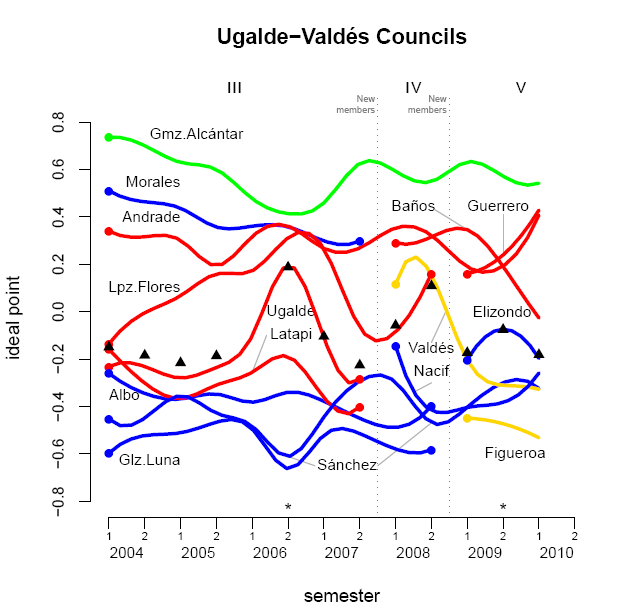 Ugalde−Valdés Councils
III
IV
V
New
members
New
members
Gmz.Alcántar
Morales
Andrade
Baños
Guerrero
Lpz.Flores
Ugalde
Latapi
Elizondo
Valdés
Nacif
Albo
Glz.Luna
Sánchez
Figueroa
ideal point
0.8
0.6
0.4
0.2
0.0
−0.2
−0.4
−0.6
−0.8
* *
1 2 1 2 1 2 1 2 1 2 1 2 1 2
2004 2005 2006 2007 2008 2009 2010
semester